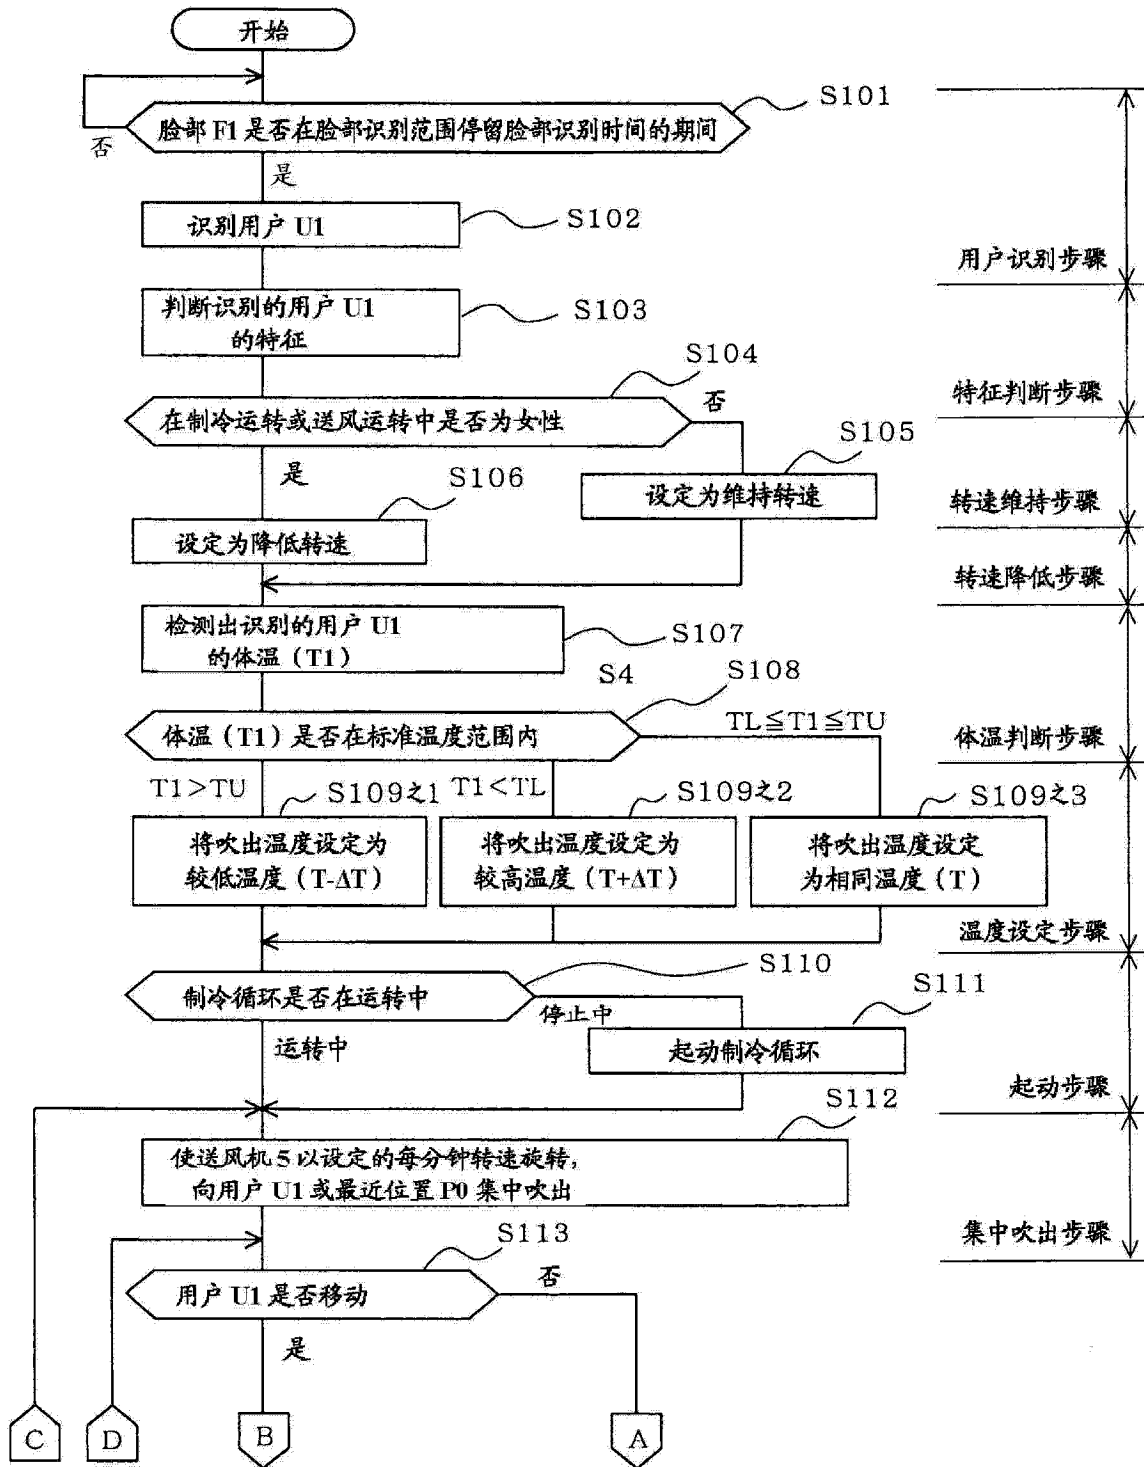 开始
S101
脸部 F1 是否在脸部识别范围停留脸部识别时间的期间
否
是
S102
识别用户 U1
用户识别步骤
S103
判断识别的用户 U1
的特征
S104
特征判断步骤
在制冷运转或送风运转中是否为女性
否
S105
是
S106
设定为维持转速
转速维持步骤
设定为降低转速
转速降低步骤
检测出识别的用户 U1
的体温（T1）
S107
S4
S108
体温（T1）是否在标准温度范围内
TL≦T1≦TU
体温判断步骤
T1>TU
S109之1
T1<TL
S109之2
S109之3
将吹出温度设定为
较低温度（T-ΔT）
将吹出温度设定为
较高温度（T+ΔT）
将吹出温度设定
为相同温度（T）
温度设定步骤
S110
制冷循环是否在运转中
停止中
S111
运转中
起动制冷循环
起动步骤
S112
使送风机 5 以设定的每分钟转速旋转，
向用户 U1 或最近位置 P0 集中吹出
集中吹出步骤
S113
用户 U1 是否移动
否
是
C
D
B
A